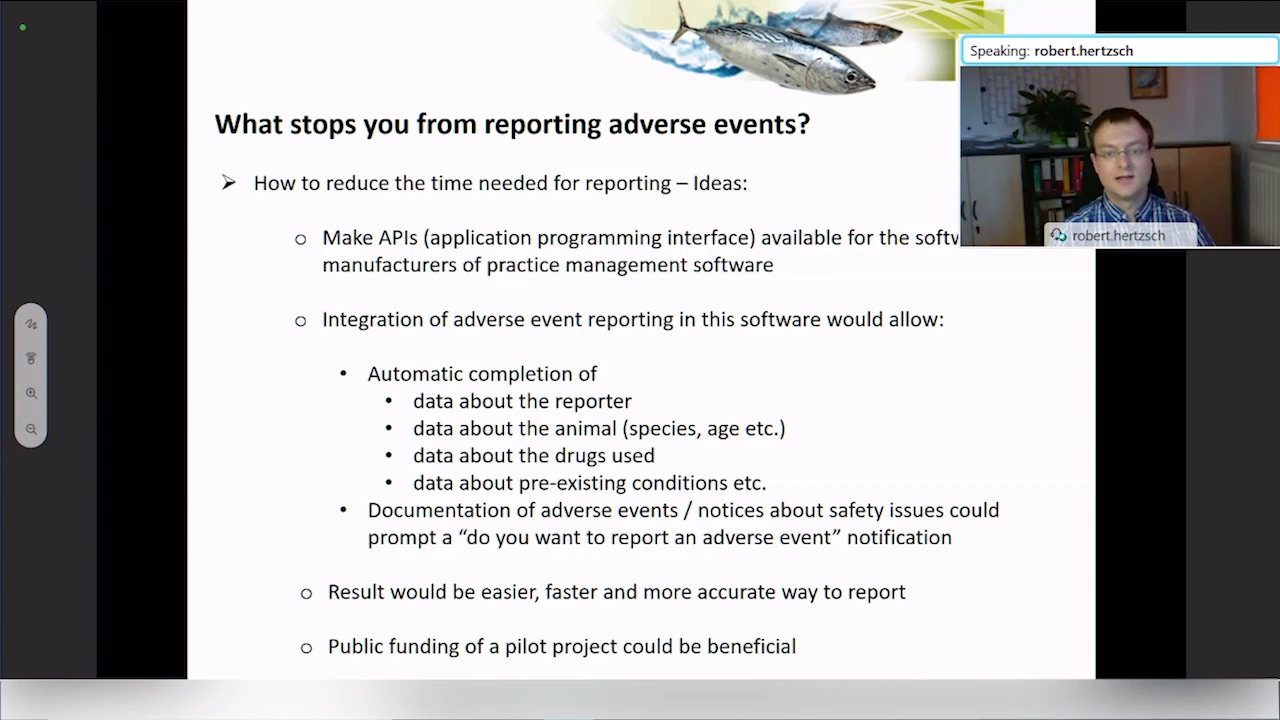 Speaking: robert.hertzsch
robert.hertzsch
What stops you from reporting adverse events?
How to reduce the time needed for reporting – Ideas:
Make APIs (application programming interface) available for the
manufacturers of practice management software
Integration of adverse event reporting in this software would allow:
Automatic completion of
data about the reporter
data about the animal (species, age etc.)
data about the drugs used
data about pre-existing conditions etc.
Documentation of adverse events / notices about safety issues could
prompt a “do you want to report an adverse event” notification
Result would be easier, faster and more accurate way to report
Public funding of a pilot project could be beneficial